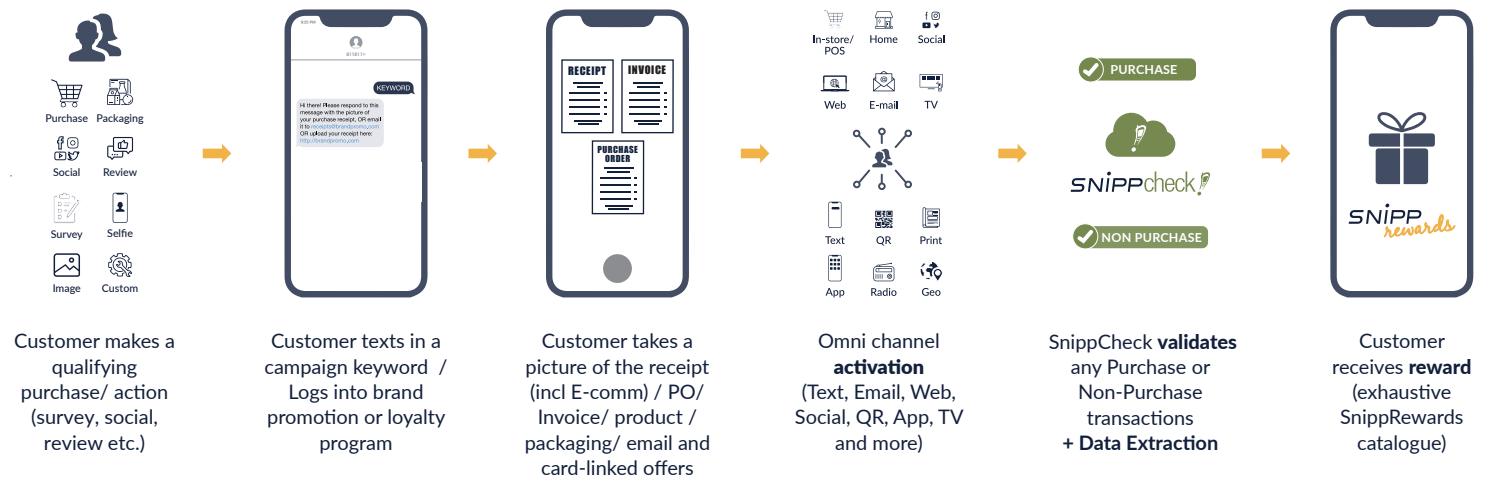 Purchase
Packaging
Social
Review
Survey
Selfie
Image
Custom
Customer makes a
qualifying
purchase/ action
(survey, social,
review etc.)
KEYWORD
Hi there! Please respond to this
message with the picture of
your purchase receipt, OR email
it to receipts@brandpromo.com
OR upload your receipt here:
http://brandpromo.com
Customer texts in a
campaign keyword /
Logs into brand
promotion or loyalty
program
RECEIPT
INVOICE
PURCHASE
ORDER
Customer takes a
picture of the receipt
(incl E-comm) / PO/
Invoice/ product /
packaging/ email and
card-linked offers
In-store/
POS
Home
Social
Web
E-mail
TV
Text
QR
Print
App
Radio
Geo
Omni channel
activation
(Text, Email, Web,
Social, QR, App, TV
and more)
PURCHASE
SNIPPcheck!
NON PURCHASE
SnippCheck validates
any Purchase or
Non-Purchase
transactions
+ Data Extraction
SNIPP
rewards
Customer
receives reward
(exhaustive
SnippRewards
catalogue)